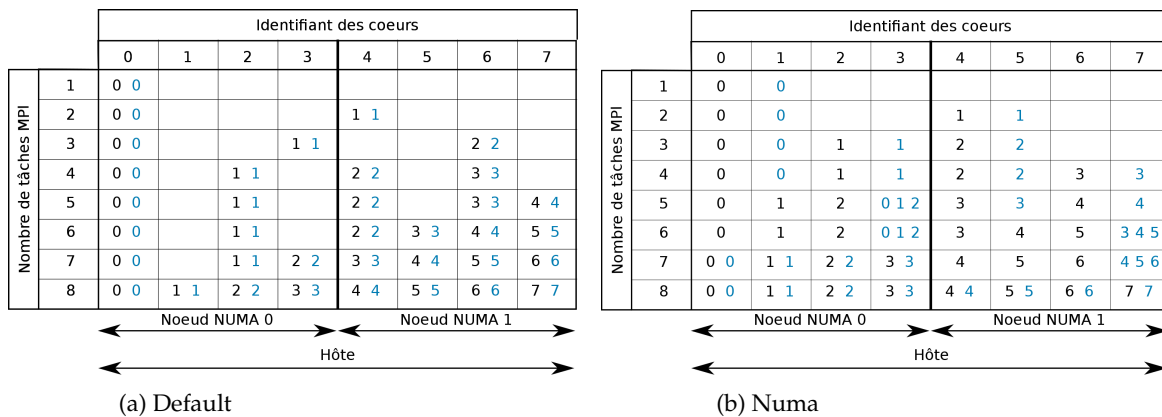 Identifiant des coeurs
0 1 2 3 4 5 6 7
Nombre de tâches MPI
1 0 0
2 0 0 1 1
3 0 0 1 1 2 2
4 0 0 1 1 2 2 3 3
5 0 0 1 1 2 2 3 3 4 4
6 0 0 1 1 2 2 3 3 4 4 5 5
7 0 0 1 1 2 2 3 3 4 4 5 5 6 6
8 0 0 1 1 2 2 3 3 4 4 5 5 6 6 7 7
Noeud NUMA 0 Noeud NUMA 1
Hôte
(a) Default
Identifiant des coeurs
0 1 2 3 4 5 6 7
Nombre de tâches MPI
1 0 0
2 0 0 1 1
3 0 0 1 1 2 2
4 0 0 1 1 2 2 3 3
5 0 1 2 0 1 2 3 3 4 4
6 0 1 2 0 1 2 3 4 5 3 4 5
7 0 0 1 1 2 2 3 3 4 5 6 4 5 6
8 0 0 1 1 2 2 3 3 4 4 5 5 6 6 7 7
Noeud NUMA 0 Noeud NUMA 1
Hôte
(b) Numa